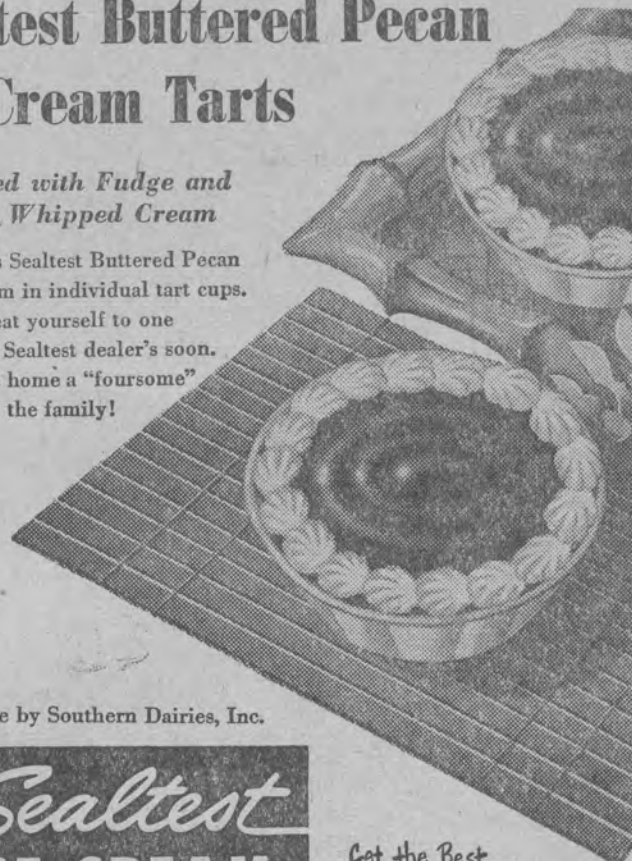 test Buttered Pecan
Cream Tarts
ed with Fudge and
Whipped Cream
s Sealtest Buttered Pecan
m in individual tart cups.
eat yourself to one
Sealtest dealer's soon.
home a “foursome”
the family!
e by Southern Dairies, Inc.
Sealtest
CREAM
Get the Best